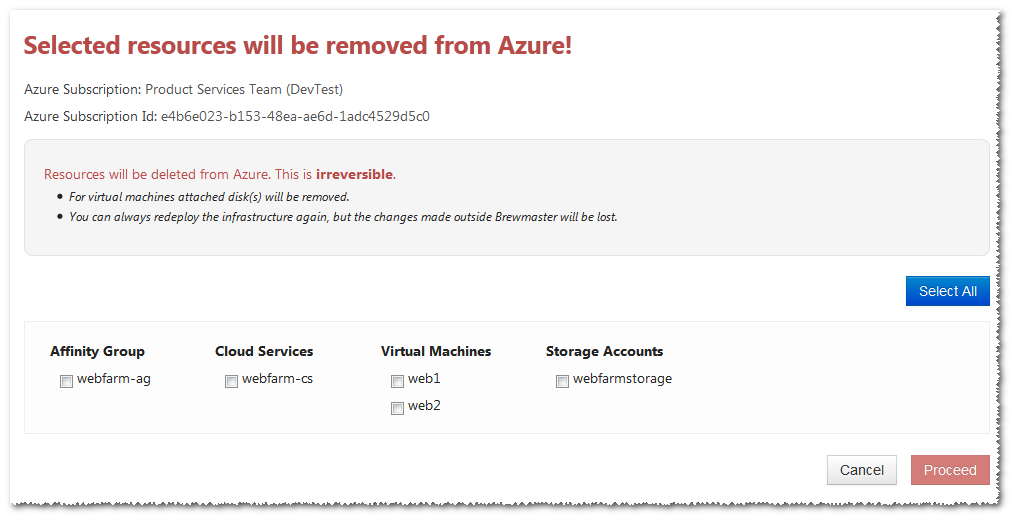 Selected resources will be removed from Azure!
Azure Subscription: Product Services Team (DevTest)
Azure Subscription Id: e4b6e023-b153-48ea-ae6d-1adc4529d5c0
Resources will be deleted from Azure. This is irreversible.
• For virtual machines attached disk(s) will be removed.
• You can always redeploy the infrastructure again, but the changes made outside Brewmaster will be lost.
Select All
Affinity Group Cloud Services Virtual Machines Storage Accounts
webfarm-ag webfarm-cs web1 webfarmstorage
web2
Cancel Proceed